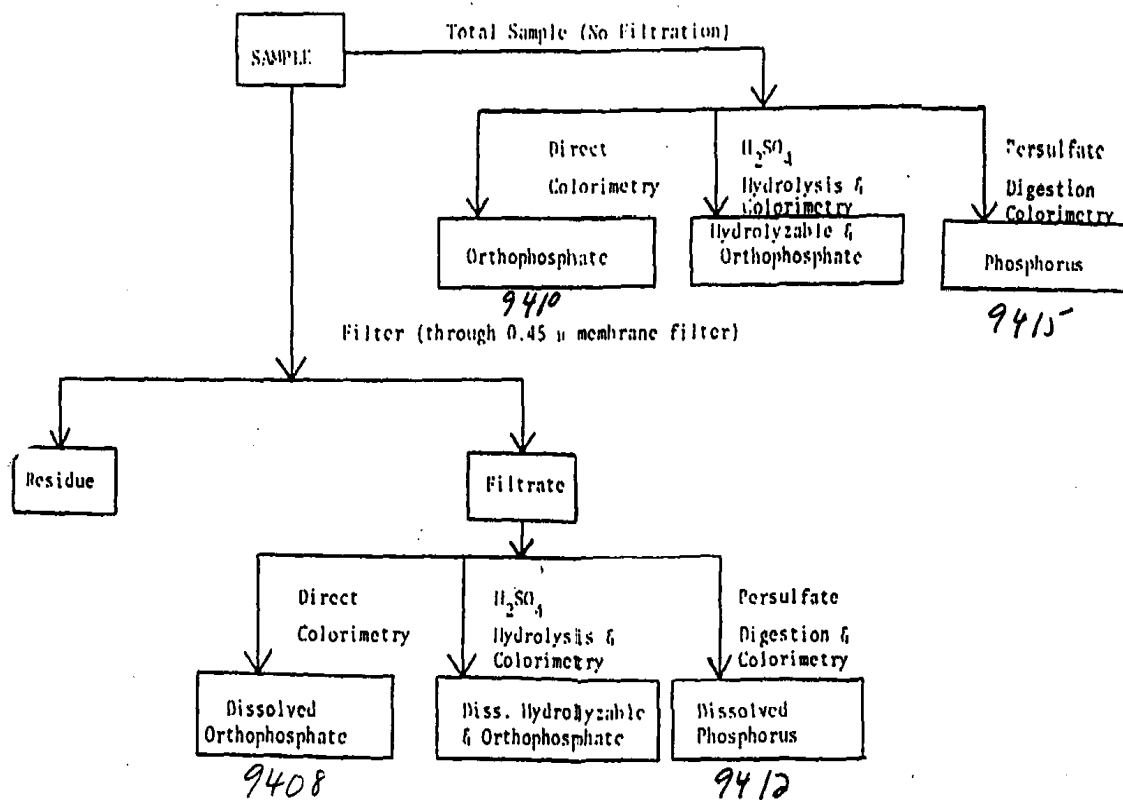 Total Sample (No Filtration)
SAMPLE
Direct
Colorimetry
H2SO4
Hydrolysis &
Colorimetry
Persulfate
Digestion
Colorimetry
Orthophosphate
Hydrolyzable &
Orthophosphate
Phosphorus
9410
9415
Filter (through 0.45 μ membrane filter)
Residue
Filtrate
Direct
Colorimetry
H2SO4
Hydrolysis &
Colorimetry
Persulfate
Digestion &
Colorimetry
Dissolved
Orthophosphate
Diss. Hydrolyzable
& Orthophosphate
Dissolved
Phosphorus
9408
9412